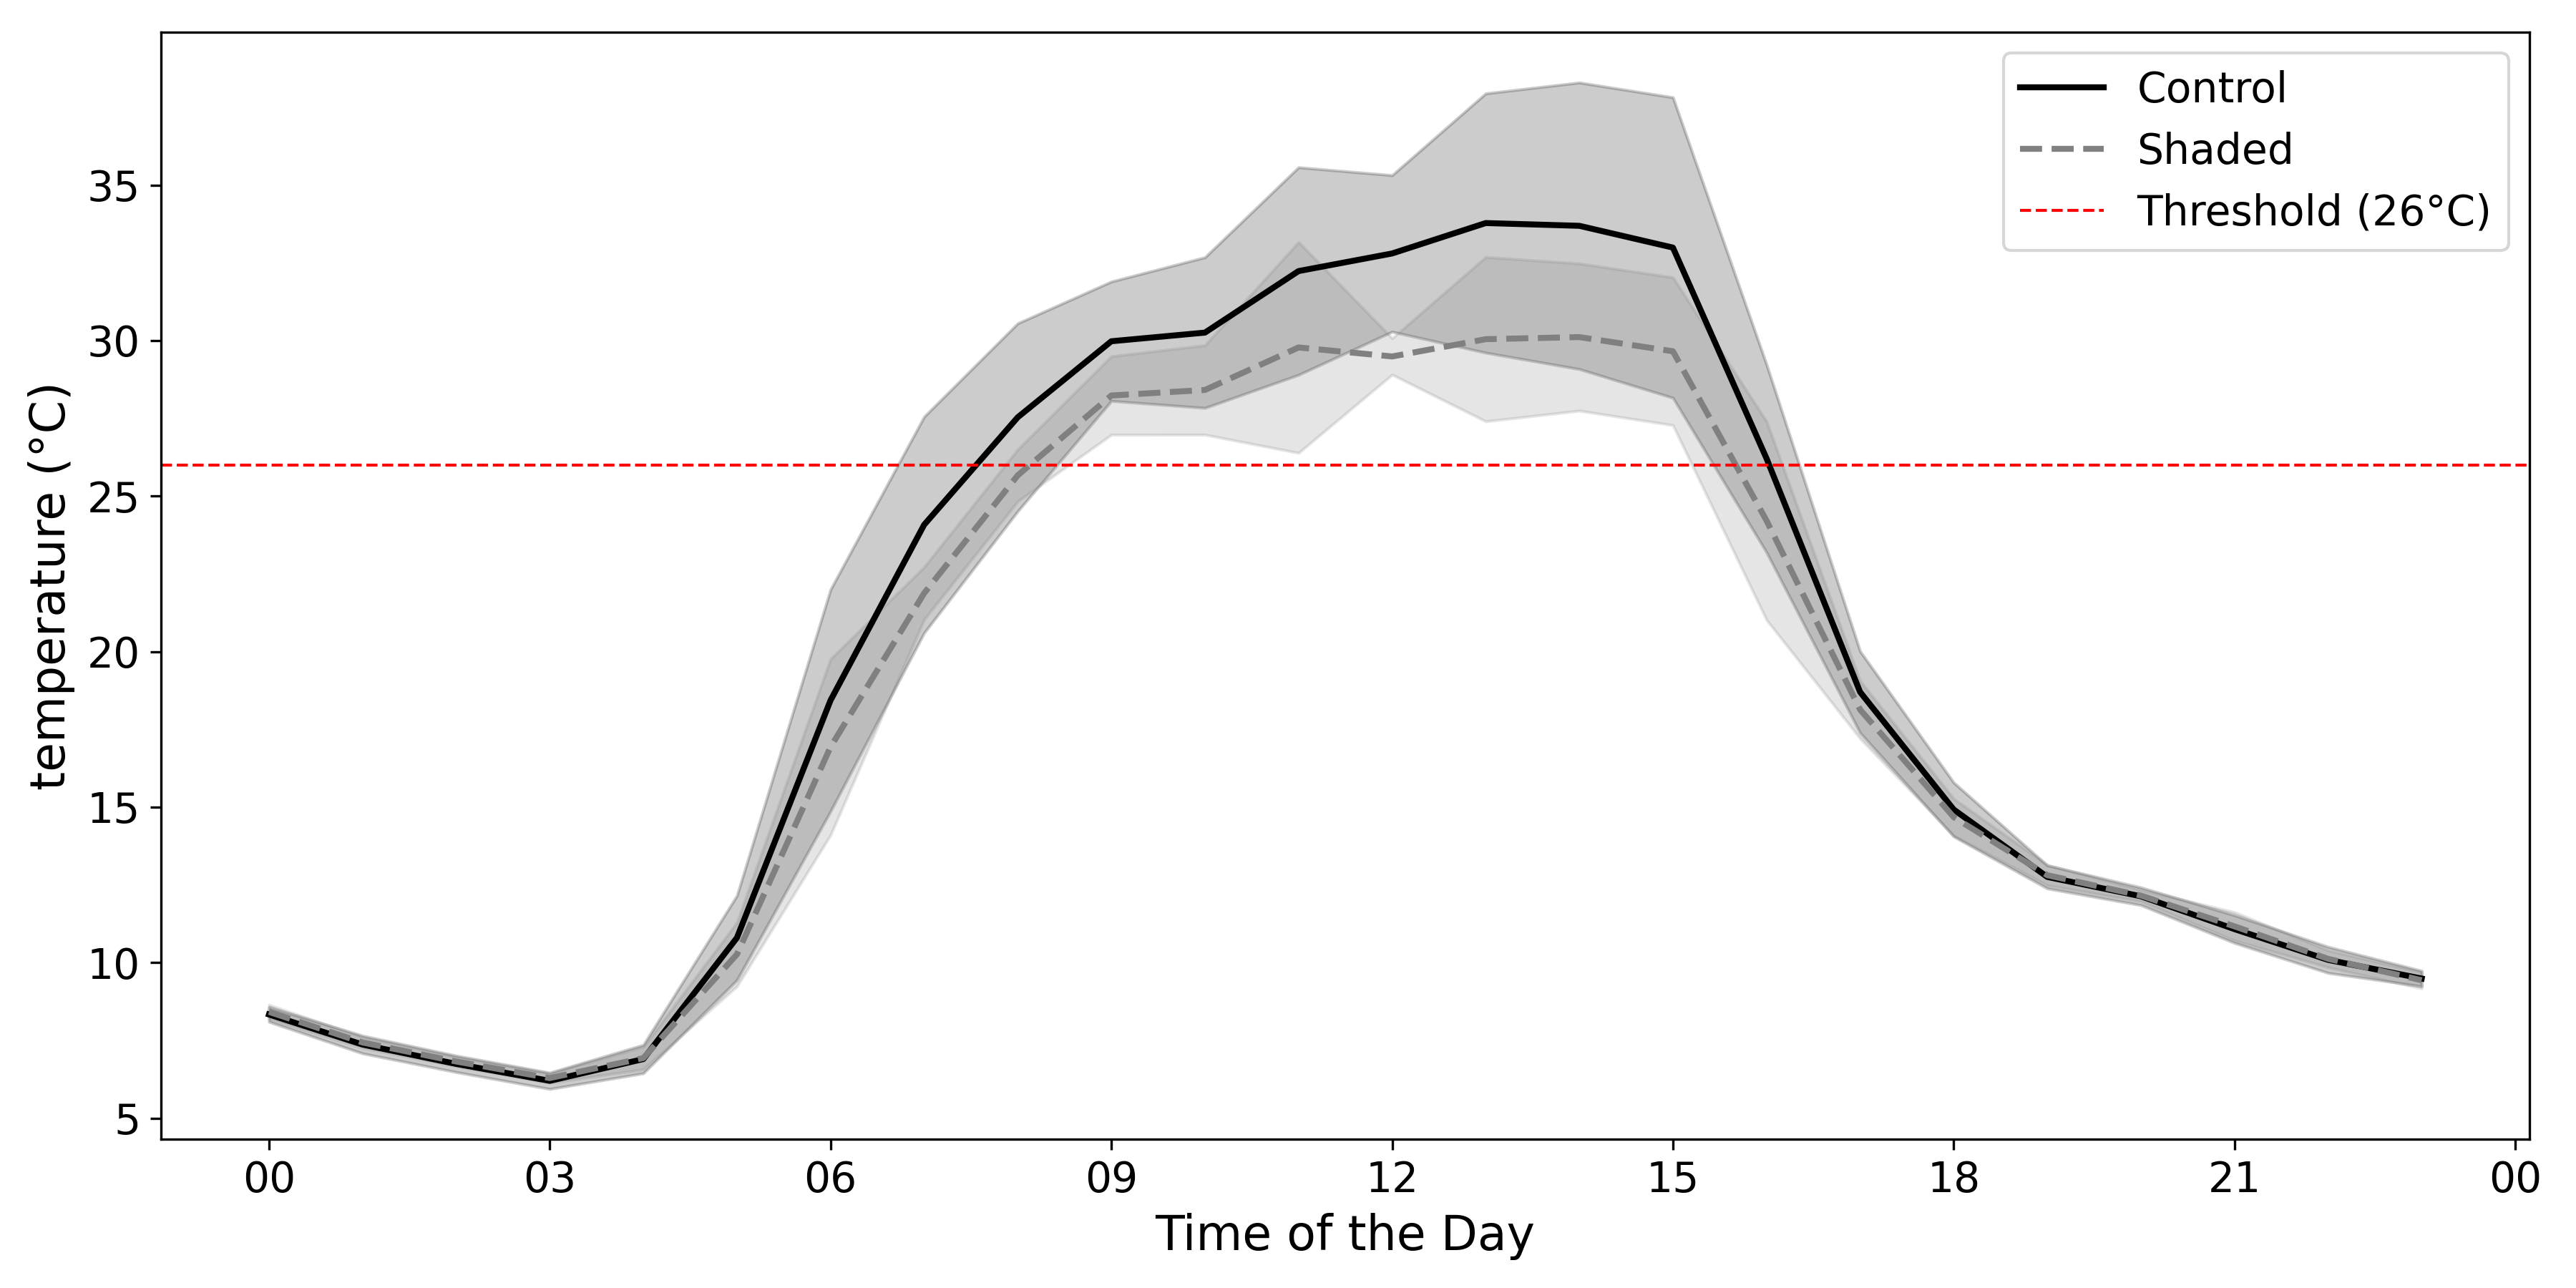 Control
Shaded
Threshold (26°C)
temperature (°C)
35
30
25
20
15
10
5
00 03 06 09 12 15 18 21 00
Time of the Day